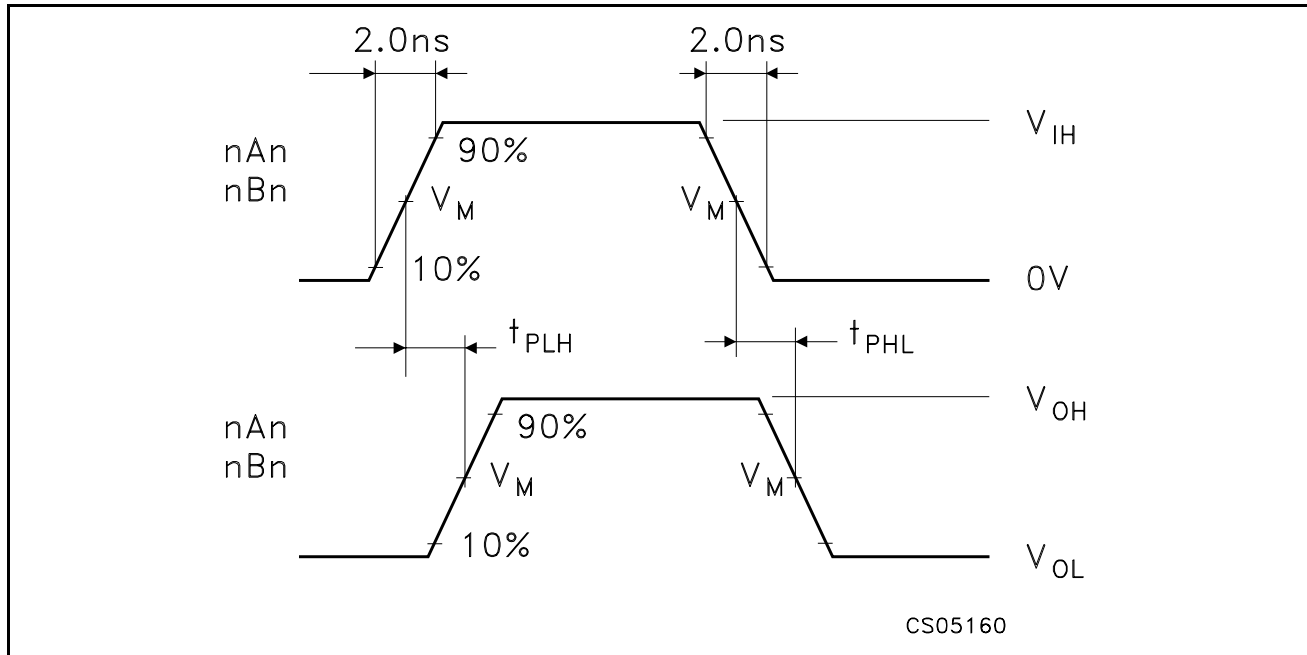 2.0ns 2.0ns
V_IH
nAn
nBn
90%
V_M V_M
10%
0V
t_PLH t_PHL
V_OH
nAn
nBn
90%
V_M V_M
10%
V_OL
CS05160